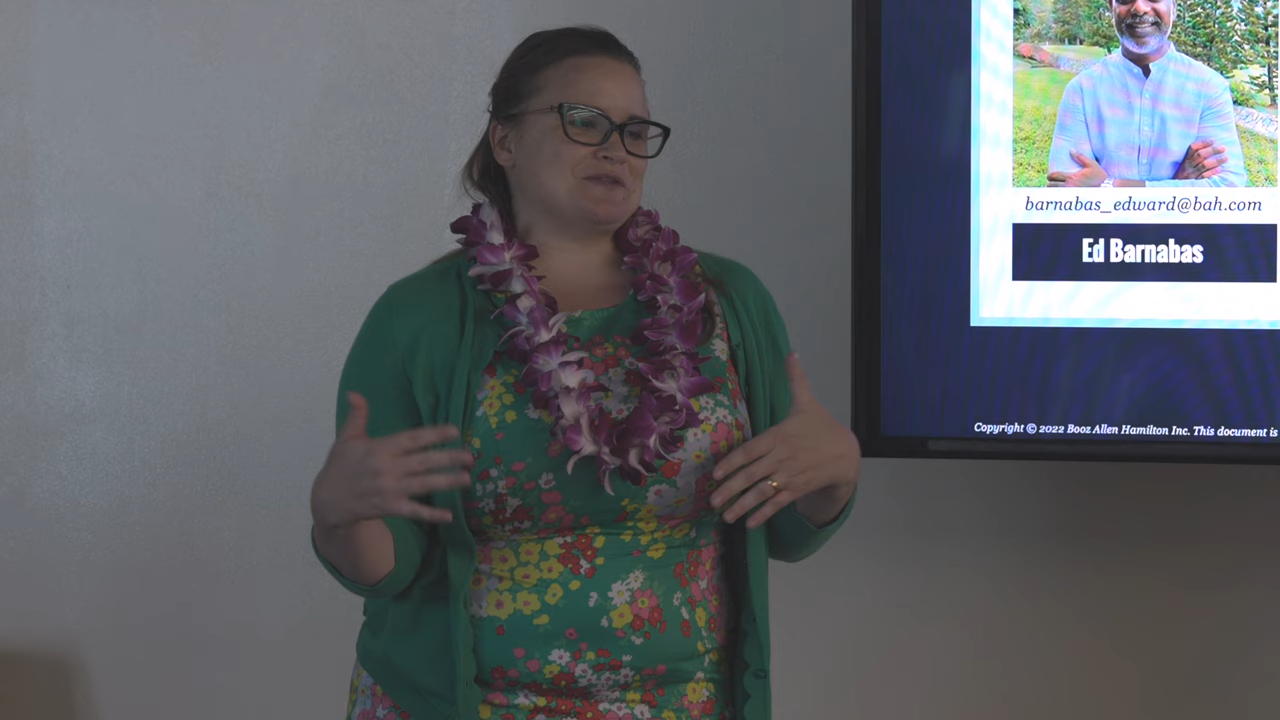 barnabas_edward@bah.com
Ed Barnabas
Copyright © 2022 Booz Allen Hamilton Inc. This document is